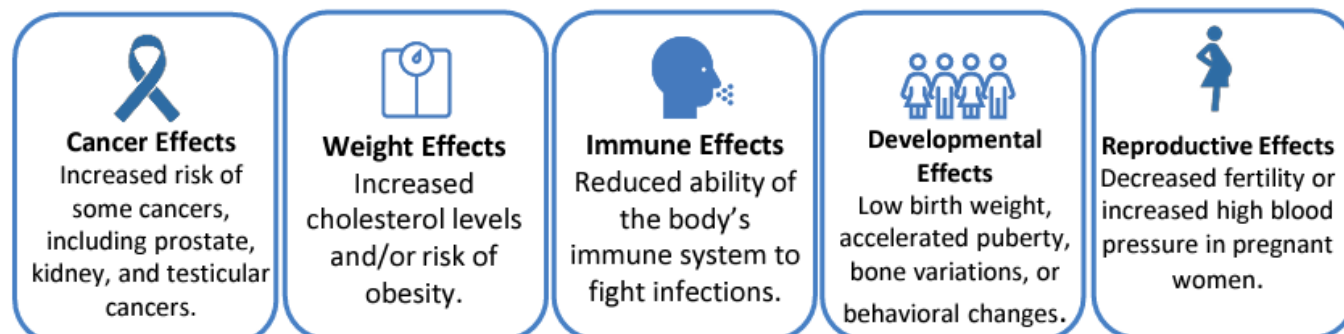 Cancer Effects
Increased risk of
some cancers,
including prostate,
kidney, and testicular
cancers.
Weight Effects
Increased
cholesterol levels
and/or risk of
obesity.
Immune Effects
Reduced ability of
the body’s
immune system to
fight infections.
Developmental
Effects
Low birth weight,
accelerated puberty,
bone variations, or
behavioral changes.
Reproductive Effects
Decreased fertility or
increased high blood
pressure in pregnant
women.